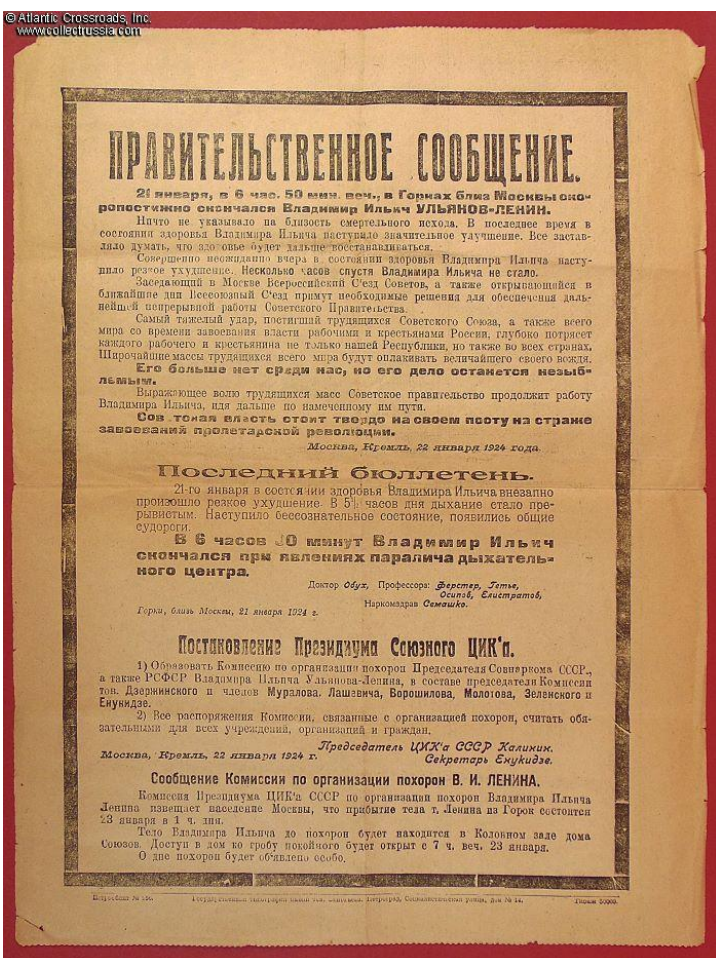 © Atlantic Crossroads, Inc.
www.collectrussia.com
ПРАВИТЕЛЬСТВЕННОЕ СООБЩЕНИЕ.
21 января, в 6 час. 50 мин. веч., в Горках близ Москвы ско-
ропостижно скончался Владимир Ильич УЛЬЯНОВ-ЛЕНИН.
Ничто не указывало на близость смертельного исхода. В последнее время в
состоянии здоровья Владимира Ильича наступило значительное улучшение. Все застав-
ляло думать, что здоровье будет дальше восстанавливаться.
Совершенно неожиданно вчера в состоянии здоровья Владимира Ильича насту-
пило резкое ухудшение. Несколько часов спустя Владимира Ильича не стало.
Заседающий в Москве Всероссийский С'езд Советов, а также открывающийся в
ближайшие дни Всесоюзный С'езд примут необходимые решения для обеспечения даль-
нейшей непрерывной работы Советского Правительства.
Самый тяжелый удар, постигший трудящихся Советского Союза, а также всего
мира со времени завоевания власти рабочими и крестьянами России, глубоко потрясет
каждого рабочего и крестьянина не только нашей Республики, но также во всех странах.
Широчайшие массы трудящихся всего мира будут оплакивать величайшего своего вождя.
Его больше нет среди нас, но его дело останется незыб-
лемым.
Выражающее волю трудящихся масс Советское правительство продолжит работу
Владимира Ильича, идя дальше по намеченному им пути.
Сов тская власть стоит твердо на своем посту на страже
завоеваний пролетарской революции.
Москва, Кремль, 22 января 1924 года.
Последний бюллетень.
21-го января в состоянии здоровья Владимира Ильича внезапно
произошло резкое ухудшение. В 5½ часов дня дыхание стало пре-
рывистым. Наступило бессознательное состояние, появились общие
судороги.
В 6 часов 50 минут Владимир Ильич
скончался при явлениях паралича дыхатель-
ного центра.
Доктор Обух, Профессора: Ферстер, Гетье,
Осипов, Елистратов,
Наркомздрав Семашко.
Горки, близь Москвы, 21 января 1924 г.
Постановление Президиума Союзного ЦИК'а.
1) Образовать Комиссию по организации похорон Председателя Совнаркома СССР.,
а также РСФСР Владимира Ильича Ульянова-Ленина, в составе председателя Комиссии
тов. Дзержинского и членов Муралова, Лашевича, Ворошилова, Молотова, Зеленского и
Енукидзе.
2) Все распоряжения Комиссии, связанные с организацией похорон, считать обя-
зательными для всех учреждений, организаций и граждан.
Председатель ЦИК'а СССР Калинин.
Москва, Кремль, 22 января 1924 г.
Секретарь Енукидзе.
Сообщение Комиссии по организации похорон В. И. ЛЕНИНА.
Комиссия Президиума ЦИК'а СССР по организации похорон Владимира Ильича
Ленина извещает население Москвы, что прибытие тела т. Ленина из Горок состоится
23 января в 1 ч. дня.
Тело Владимира Ильича до похорон будет находится в Колонном зале дома
Союзов. Доступ в дом ко гробу покойного будет открыт с 7 ч. веч. 23 января.
О дне похорон будет об'явлено особо.
Государственная типография Петроград, Социалистическая улица, дом № 14.
Тираж 50000.